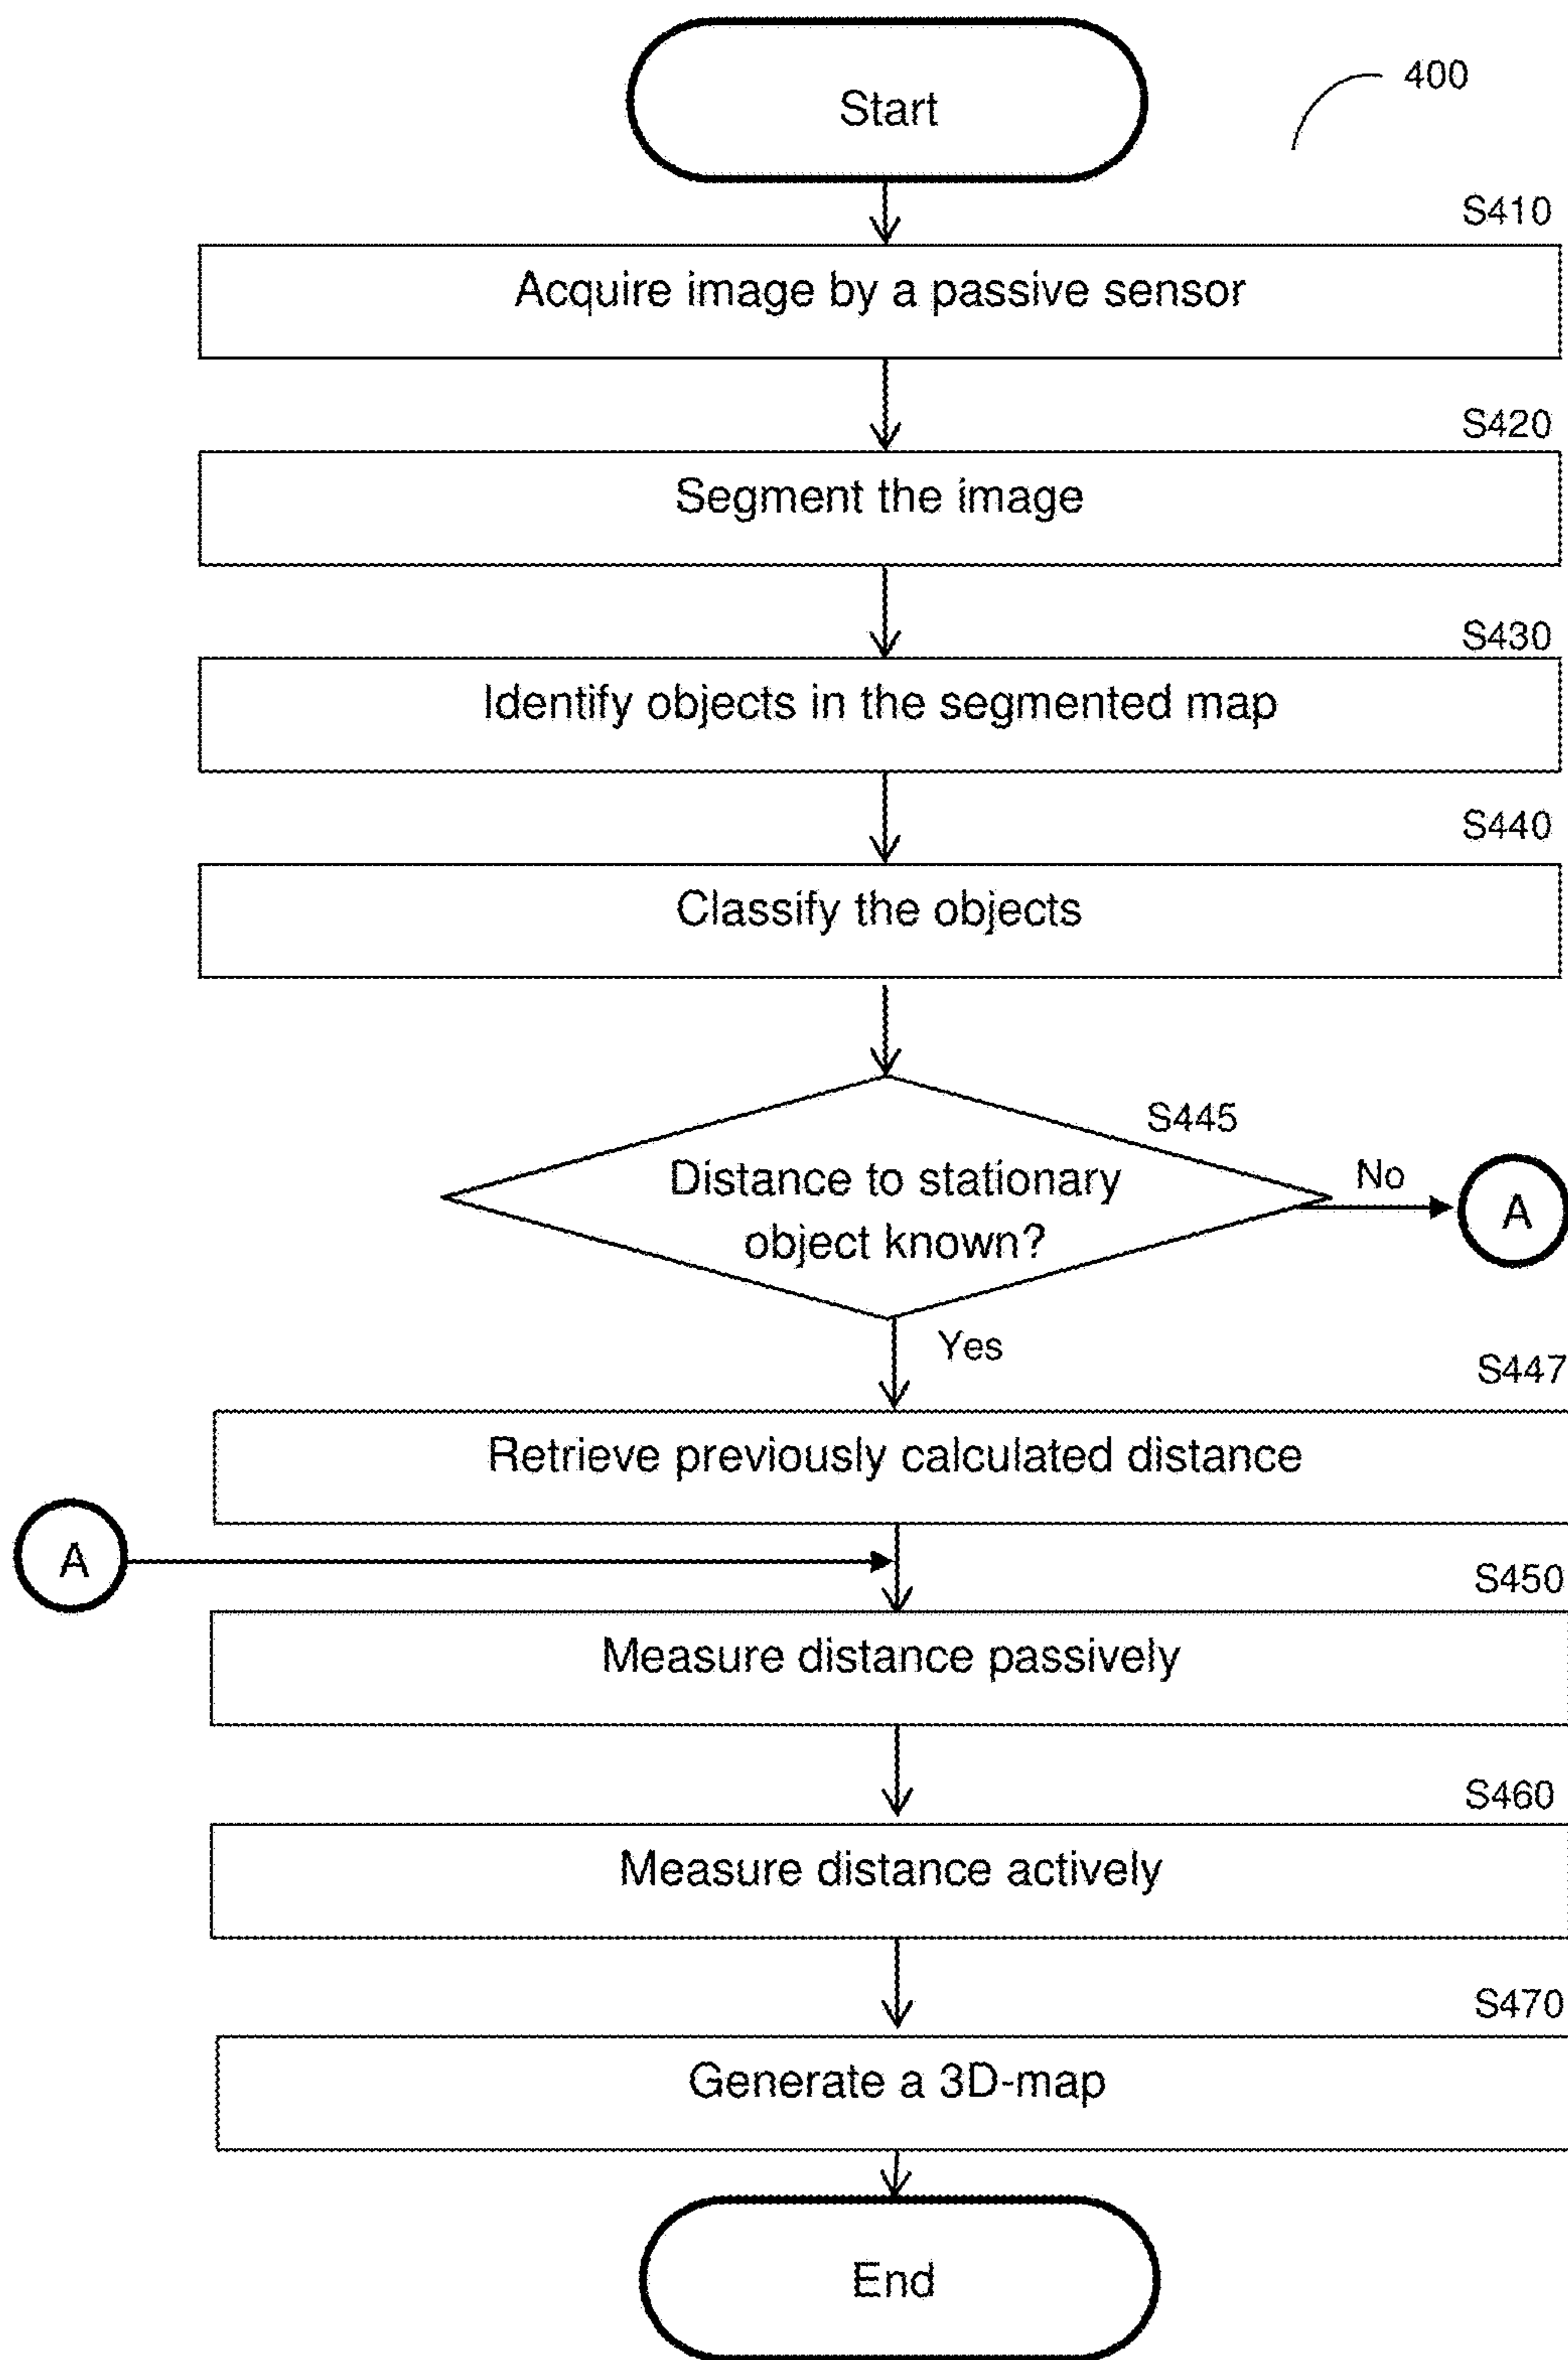 Start
400
S410
Acquire image by a passive sensor
S420
Segment the image
S430
Identify objects in the segmented map
S440
Classify the objects
S445
Distance to stationary
object known?
No
A
Yes
S447
Retrieve previously calculated distance
A
S450
Measure distance passively
S460
Measure distance actively
S470
Generate a 3D-map
End